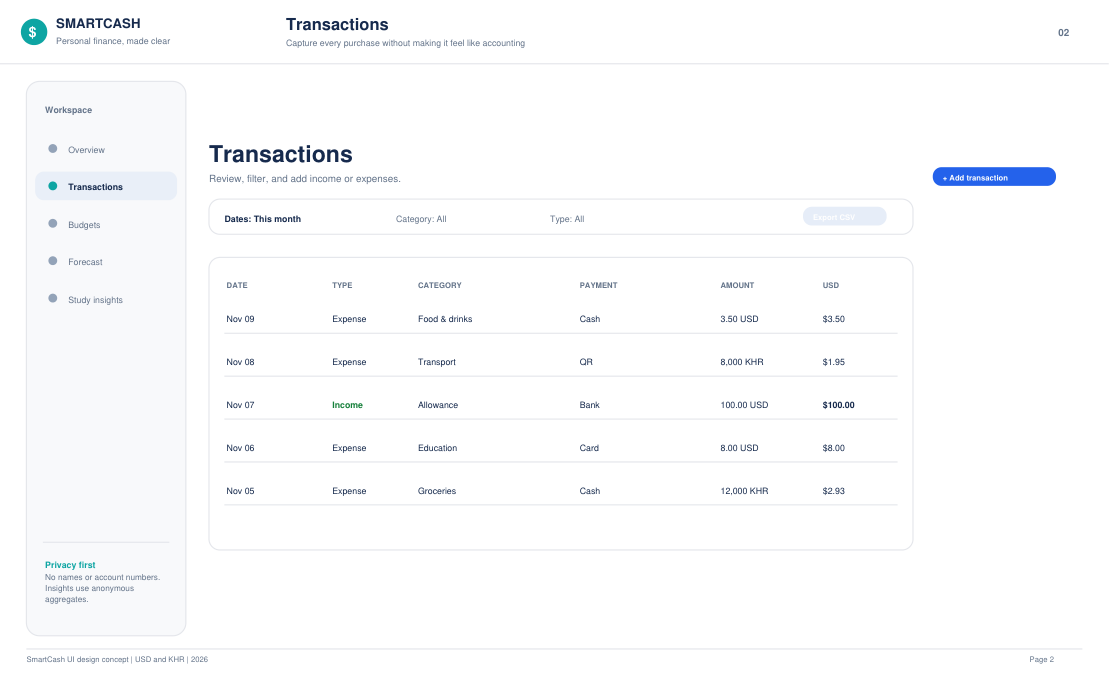 $
SMARTCASH
Personal finance, made clear
Transactions
Capture every purchase without making it feel like accounting
02
Workspace
Overview
Transactions
Budgets
Forecast
Study insights
Privacy first
No names or account numbers.
Insights use anonymous
aggregates.
Transactions
Review, filter, and add income or expenses.
+ Add transaction
Dates: This month Category: All Type: All Export CSV
DATE TYPE CATEGORY PAYMENT AMOUNT USD
Nov 09 Expense Food & drinks Cash 3.50 USD $3.50
Nov 08 Expense Transport QR 8,000 KHR $1.95
Nov 07 Income Allowance Bank 100.00 USD $100.00
Nov 06 Expense Education Card 8.00 USD $8.00
Nov 05 Expense Groceries Cash 12,000 KHR $2.93
SmartCash UI design concept | USD and KHR | 2026
Page 2